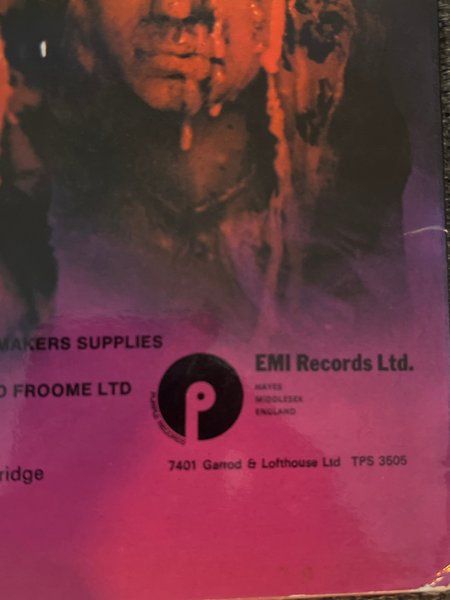 MAKERS SUPPLIES
EMI Records Ltd.
HAYES
MIDDLESEX
ENGLAND
O FROOME LTD
p
PURPLE RECORDS
ridge
7401 Garrod & Lofthouse Ltd TPS 3505